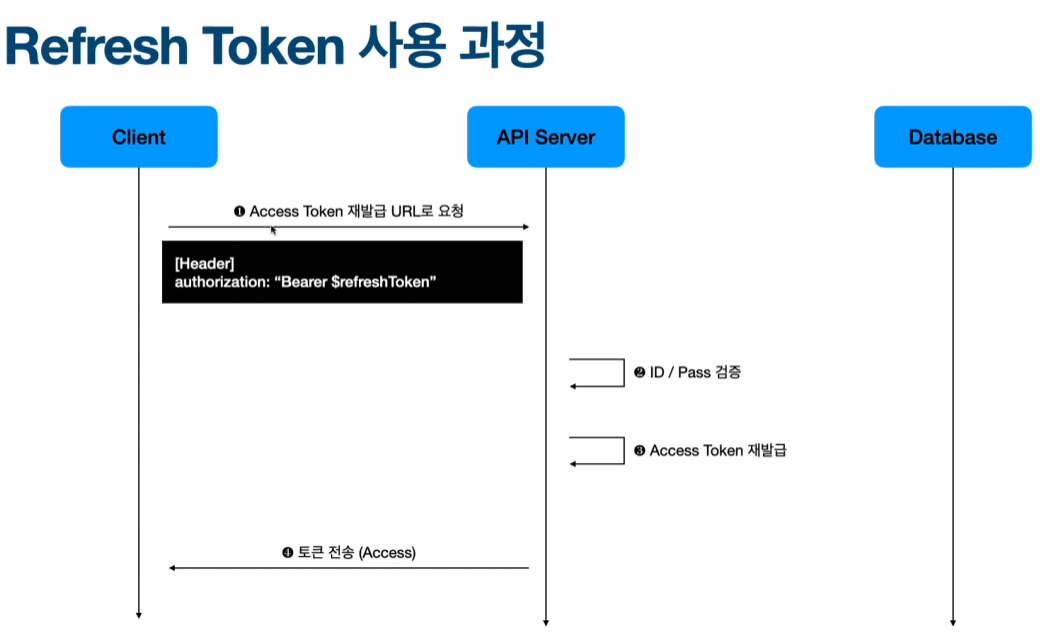 Refresh Token 사용 과정
Client
API Server
Database
❶ Access Token 재발급 URL로 요청
[Header]
authorization: “Bearer $refreshToken”
❷ ID / Pass 검증
❸ Access Token 재발급
❹ 토큰 전송 (Access)